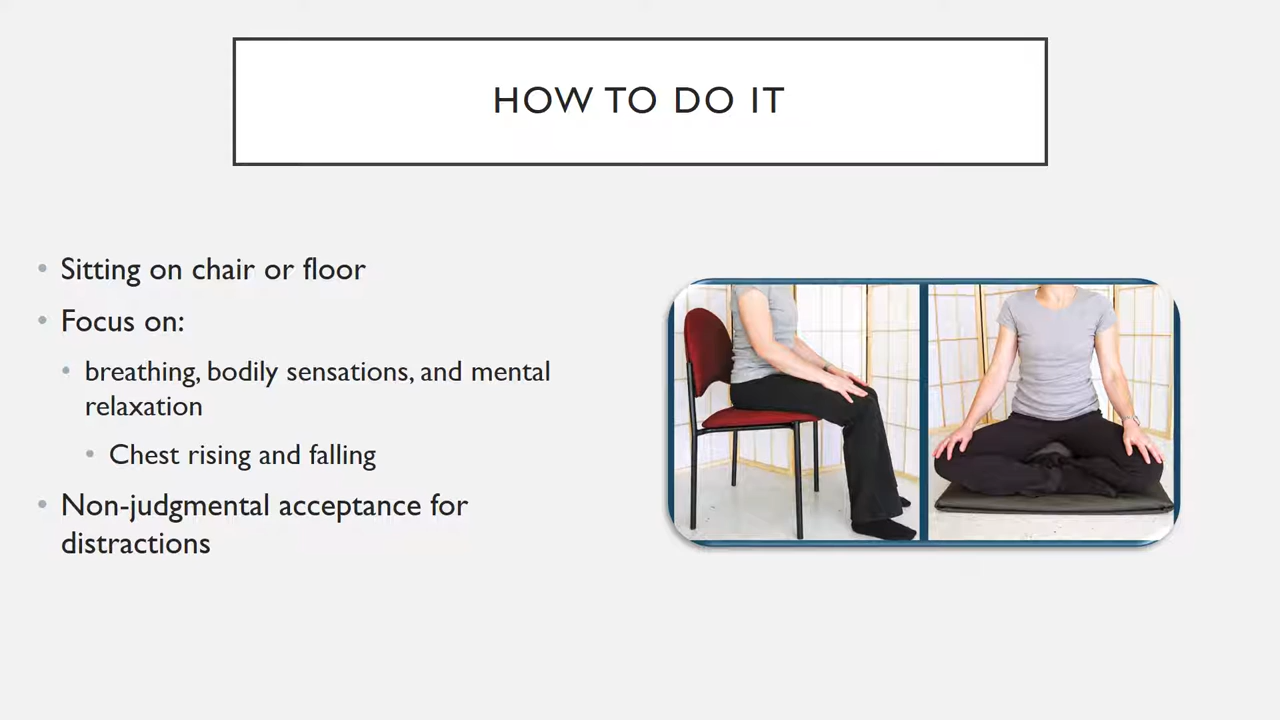 HOW TO DO IT
• Sitting on chair or floor
• Focus on:
• breathing, bodily sensations, and mental
relaxation
• Chest rising and falling
• Non-judgmental acceptance for
distractions